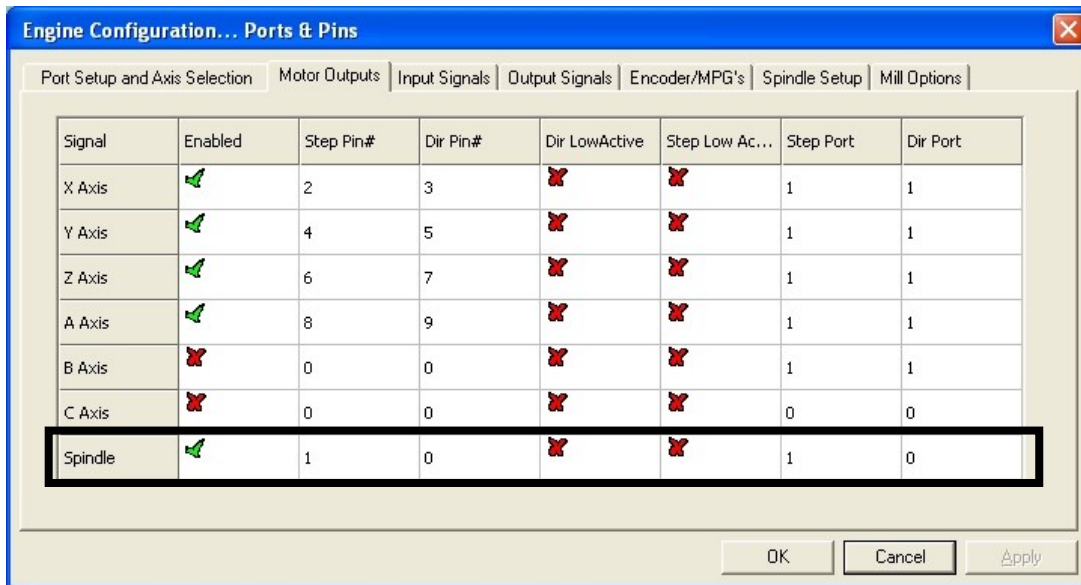 Engine Configuration... Ports & Pins
Port Setup and Axis Selection Motor Outputs Input Signals Output Signals Encoder/MPG's Spindle Setup Mill Options
Signal Enabled Step Pin# Dir Pin# Dir LowActive Step Low Ac... Step Port Dir Port
X Axis 2 3 1 1
Y Axis 4 5 1 1
Z Axis 6 7 1 1
A Axis 8 9 1 1
B Axis 0 0 1 1
C Axis 0 0 0 0
Spindle 1 0 1 0
OK Cancel Apply